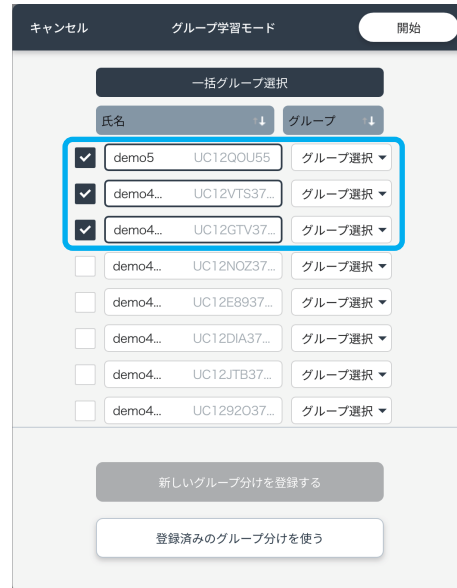 キャンセル グループ学習モード 開始
一括グループ選択
氏名 ↑↓ グループ ↑↓
demo5 UC12QOU55 グループ選択
demo4... UC12VTS37... グループ選択
demo4... UC12GTV37... グループ選択
demo4... UC12NOZ37... グループ選択
demo4... UC12E8937... グループ選択
demo4... UC12DIA37... グループ選択
demo4... UC12JTB37... グループ選択
demo4... UC1292O37... グループ選択
新しいグループ分けを登録する
登録済みのグループ分けを使う